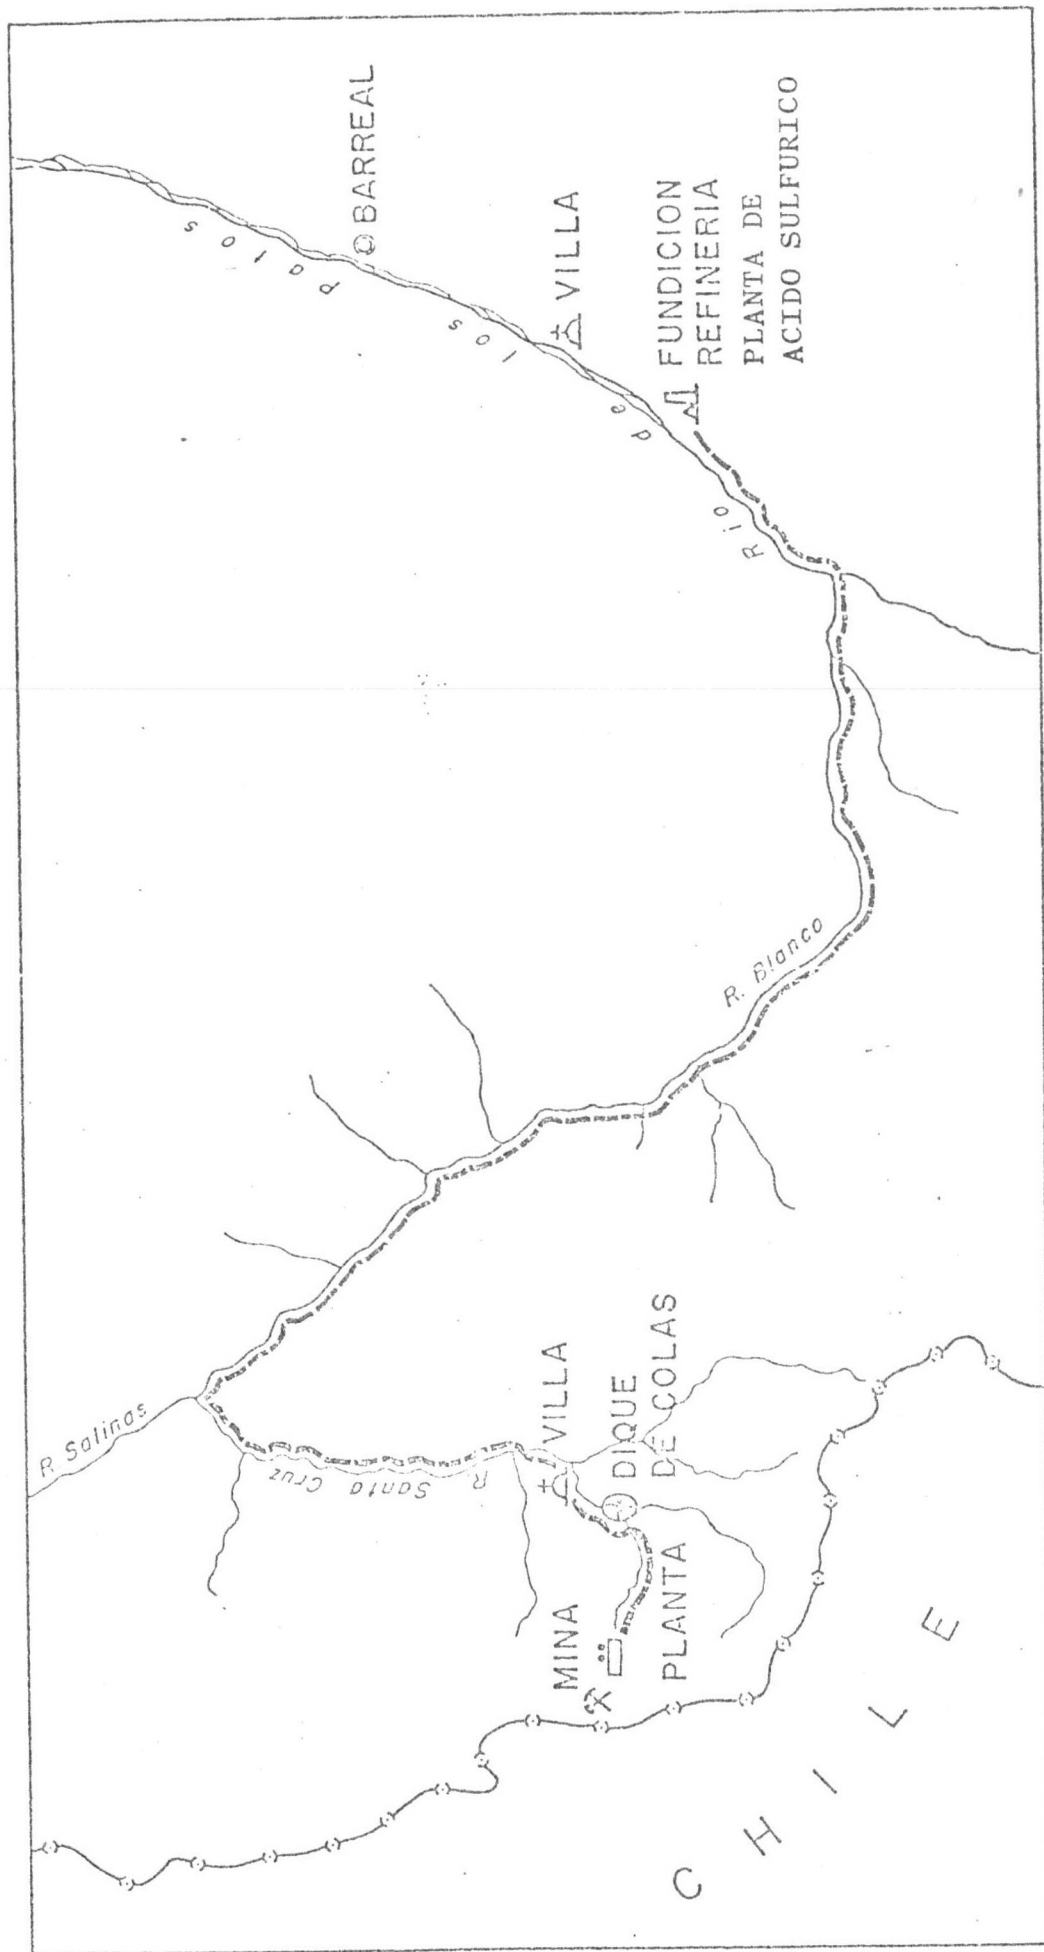 R. Salinas
R Santa Cruz
R. Blanco
Rio de los patos
BARREAL
VILLA
FUNDICION
REFINERIA
PLANTA DE
ACIDO SULFURICO
VILLA
DIQUE
DE COLAS
MINA
PLANTA
CHILE